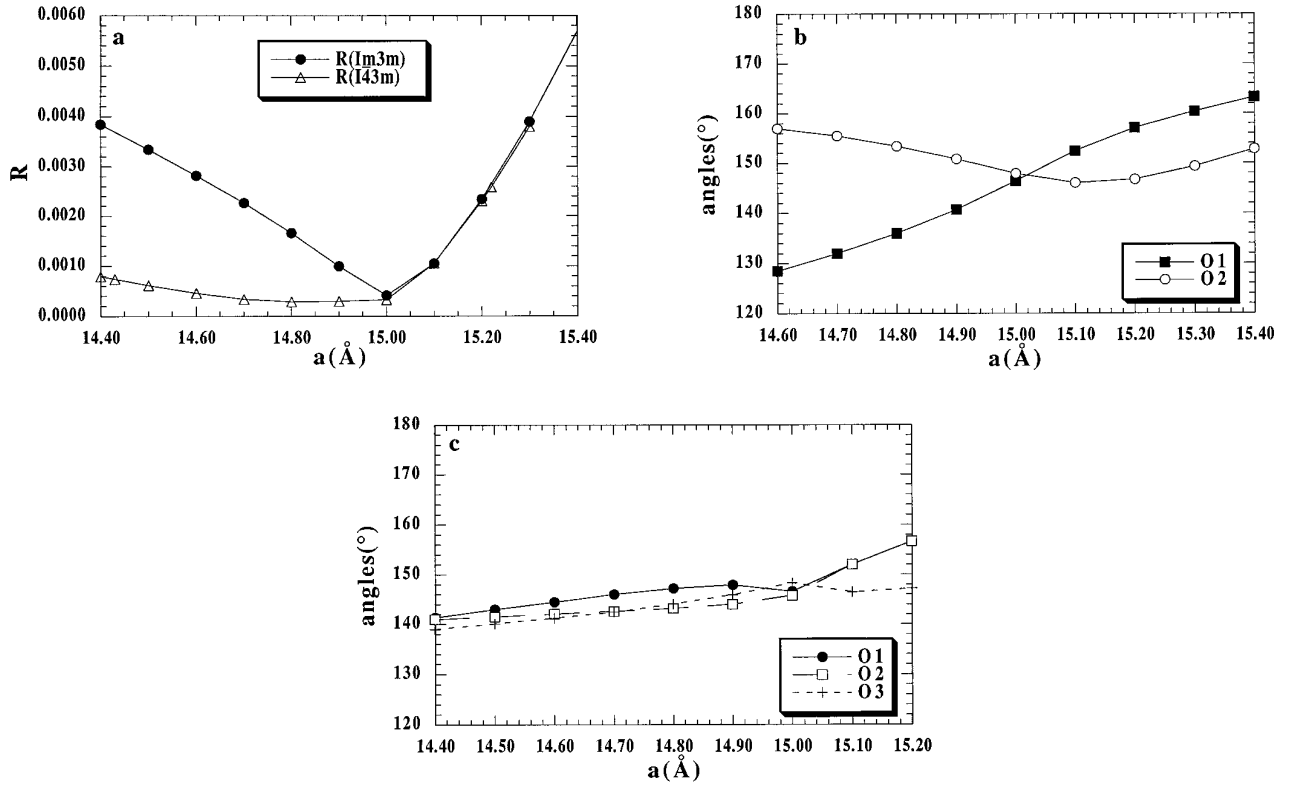 a
0.0060
0.0050
0.0040
0.0030
0.0020
0.0010
0.0000
R
R(Im3m)
R(I4̄3m)
14.40 14.60 14.80 15.00 15.20 15.40
a(Å)
b
180
170
160
150
140
130
120
angles(°)
O1
O2
14.60 14.70 14.80 14.90 15.00 15.10 15.20 15.30 15.40
a(Å)
c
180
170
160
150
140
130
120
angles(°)
O1
O2
O3
14.40 14.50 14.60 14.70 14.80 14.90 15.00 15.10 15.20
a(Å)